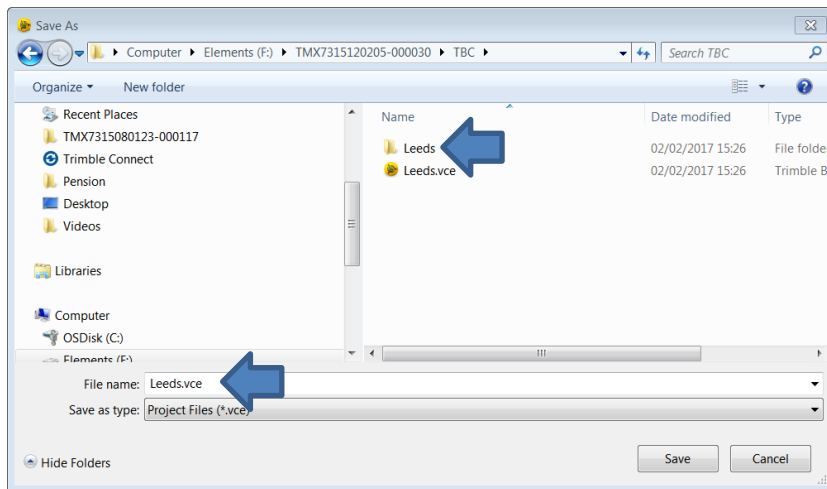 Save As
Computer Elements (F:) TMX7315120205-000030 TBC Search TBC
Organize New folder
Recent Places
TMX7315080123-000117
Trimble Connect
Pension
Desktop
Videos
Libraries
Computer
OSDisk (C:)
Elements (F:)
Name Date modified Type
Leeds 02/02/2017 15:26 File folde
Leeds.vce 02/02/2017 15:26 Trimble B
File name: Leeds.vce
Save as type: Project Files (*.vce)
Hide Folders Save Cancel